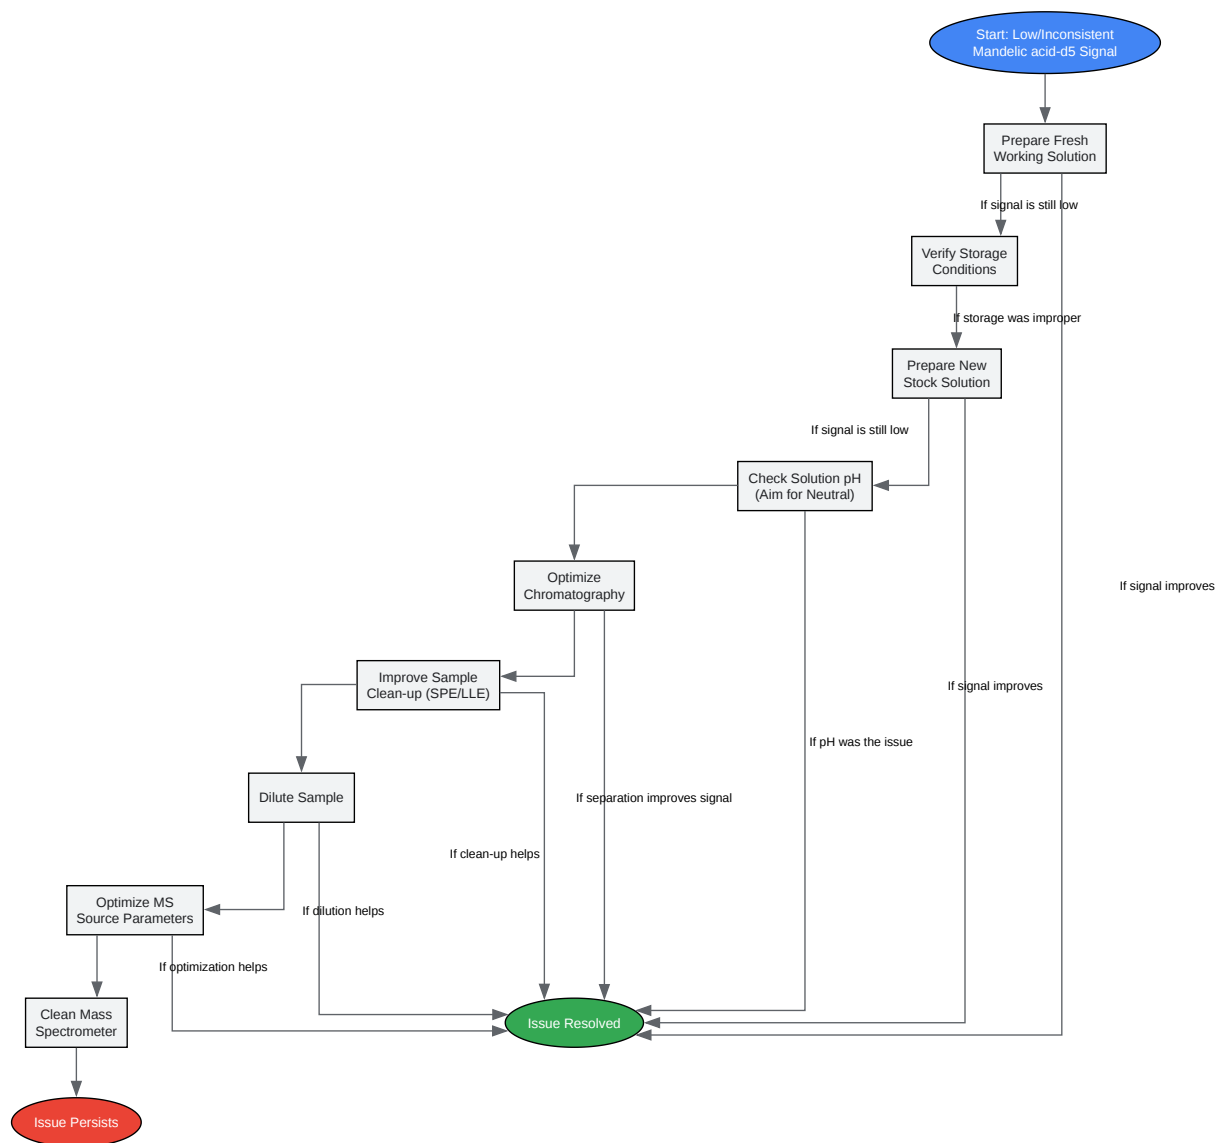 Start: Low/Inconsistent
Mandelic acid-d5 Signal
Prepare Fresh
Working Solution
If signal is still low
Verify Storage
Conditions
If storage was improper
Prepare New
Stock Solution
If signal is still low
Check Solution pH
(Aim for Neutral)
Optimize
Chromatography
If signal improves
Improve Sample
Clean-up (SPE/LLE)
If signal improves
If pH was the issue
Dilute Sample
If separation improves signal
If clean-up helps
Optimize MS
Source Parameters
If dilution helps
If optimization helps
Clean Mass
Spectrometer
Issue Resolved
Issue Persists